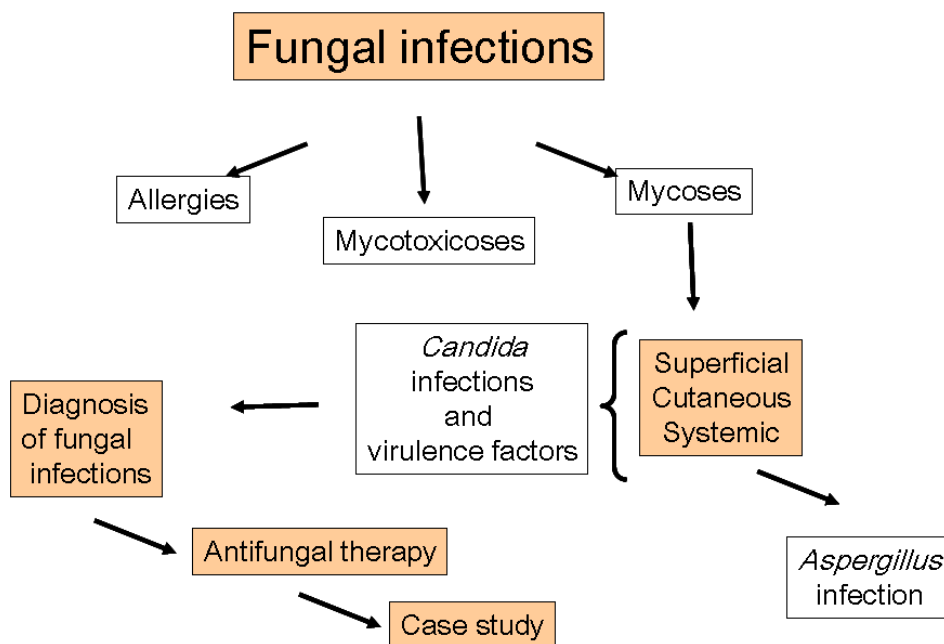 Fungal infections
Allergies
Mycotoxicoses
Mycoses
Candida
infections
and
virulence factors
Superficial
Cutaneous
Systemic
Diagnosis
of fungal
infections
Antifungal therapy
Case study
Aspergillus
infection